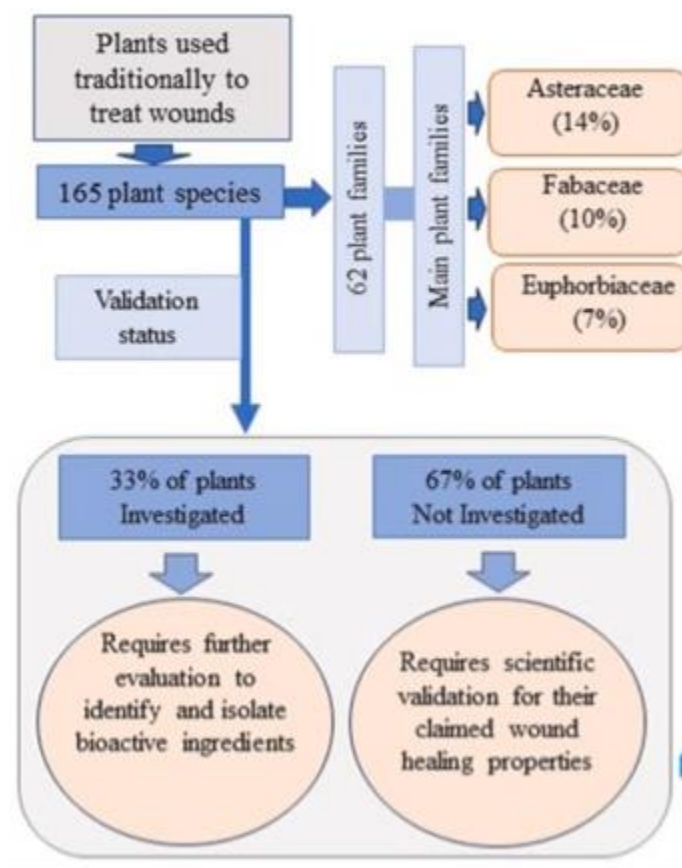 Plants used
traditionally to
treat wounds
165 plant species
62 plant families
Main plant families
Asteraceae
(14%)
Fabaceae
(10%)
Euphorbiaceae
(7%)
Validation
status
33% of plants
Investigated
67% of plants
Not Investigated
Requires further
evaluation to
identify and isolate
bioactive ingredients
Requires scientific
validation for their
claimed wound
healing properties